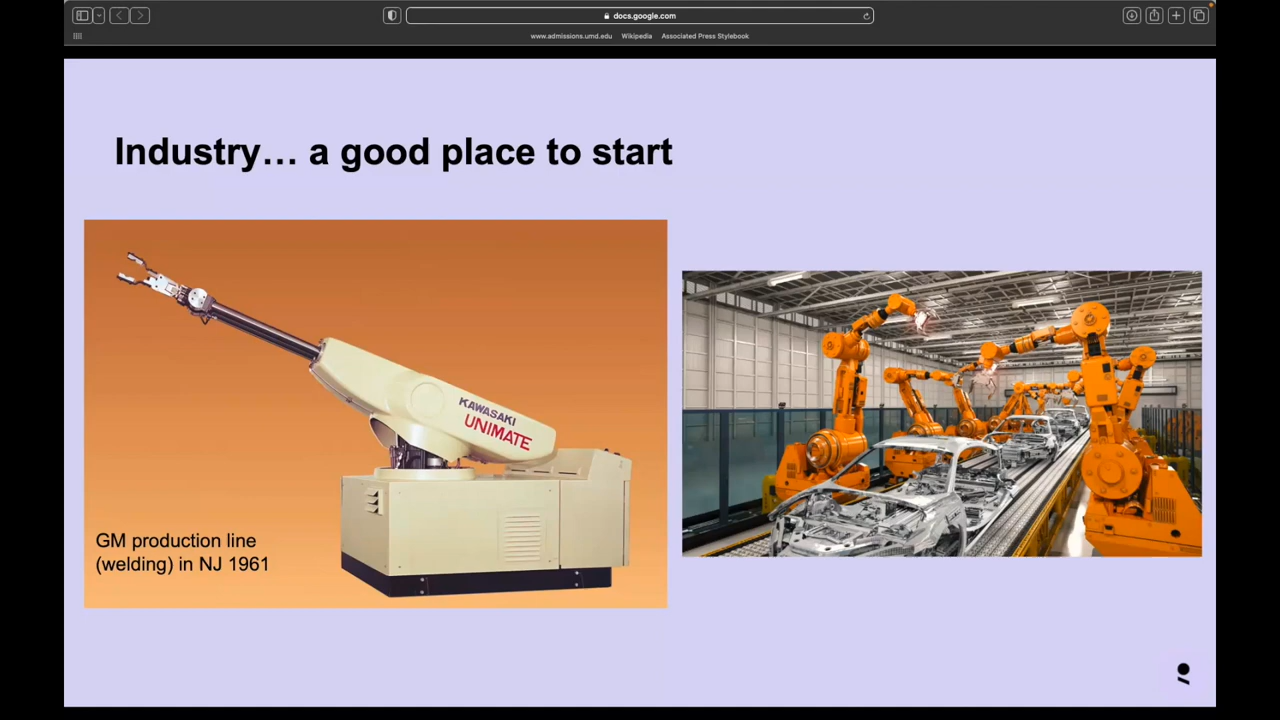 docs.google.com
www.admissions.umd.edu Wikipedia Associated Press Stylebook
Industry… a good place to start
KAWASAKI
UNIMATE
GM production line
(welding) in NJ 1961